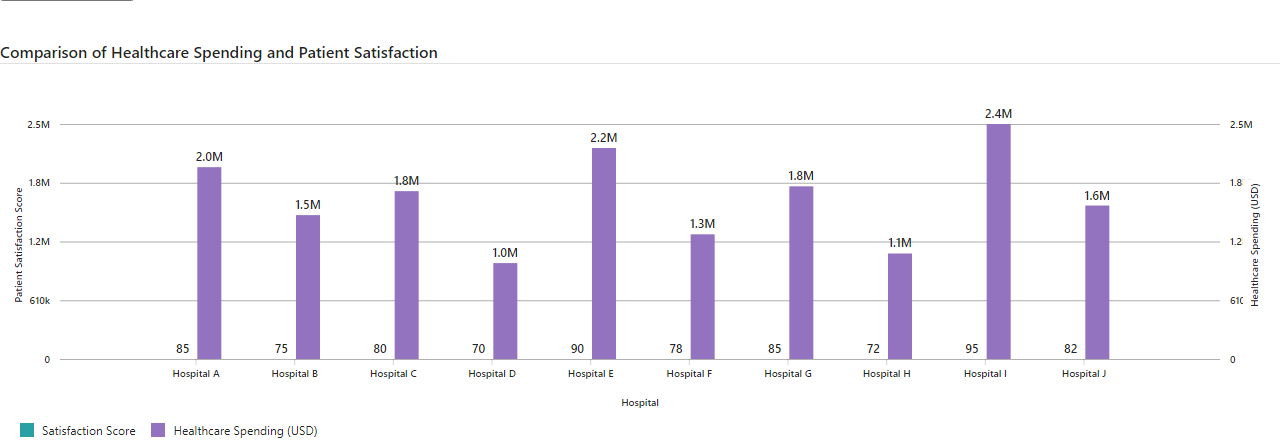 Comparison of Healthcare Spending and Patient Satisfaction
2.4M
2.5M 2.5M
2.2M
2.0M
1.8M 1.8M
1.8M 1.8
1.6M
1.5M
1.3M
1.2M 1.1M 1.2
1.0M
610k 610
85 75 80 70 90 78 85 72 95 82
0 0
Patient Satisfaction Score
Healthcare Spending (USD)
Hospital A Hospital B Hospital C Hospital D Hospital E Hospital F Hospital G Hospital H Hospital I Hospital J
Hospital
Satisfaction Score Healthcare Spending (USD)